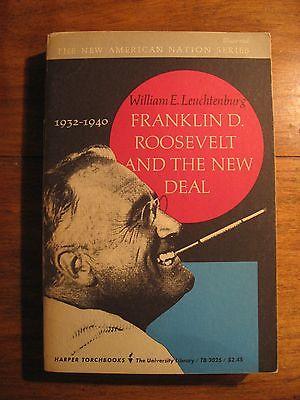 THE NEW AMERICAN NATION SERIES
William E. Leuchtenburg
1932-1940
FRANKLIN D.
ROOSEVELT
AND THE NEW
DEAL
HARPER TORCHBOOKS The University Library / TB 3025 / $2.45